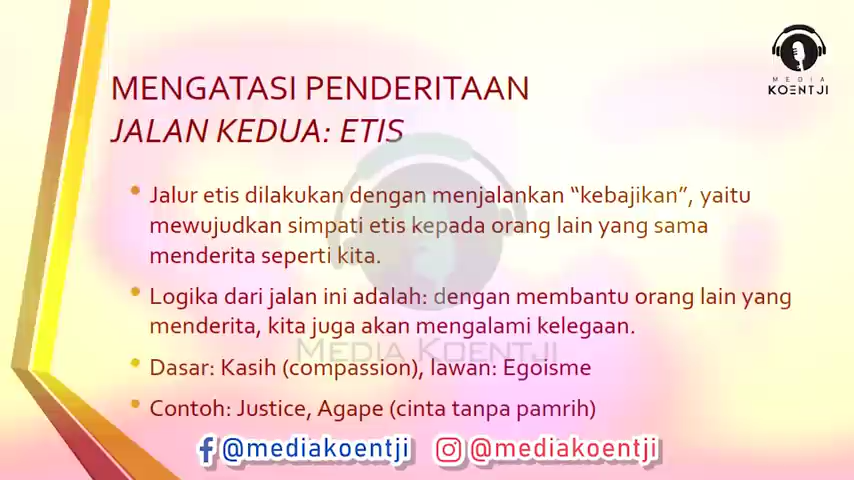 MEDIA
KOENTJI
MENGATASI PENDERITAAN
JALAN KEDUA: ETIS
• Jalur etis dilakukan dengan menjalankan “kebajikan”, yaitu
mewujudkan simpati etis kepada orang lain yang sama
menderita seperti kita.
• Logika dari jalan ini adalah: dengan membantu orang lain yang
menderita, kita juga akan mengalami kelegaan.
MEDIA KOENTJI
• Dasar: Kasih (compassion), lawan: Egoisme
• Contoh: Justice, Agape (cinta tanpa pamrih)
@mediakoentji @mediakoentji